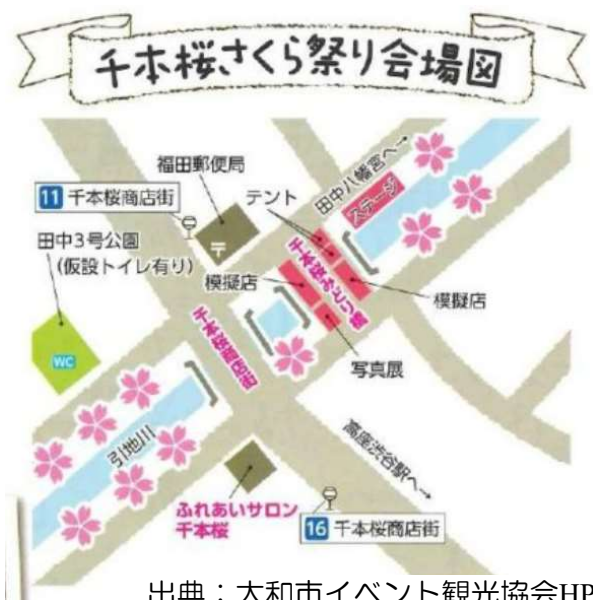 千本桜さくら祭り会場図
福田郵便局
11 千本桜商店街
テント
田中八幡宮へ→
ステージ
田中3号公園
(仮設トイレ有り)
〒
模擬店
千本桜みどり橋
模擬店
千本桜商店街
WC
写真展
引地川
高座渋谷駅へ→
ふれあいサロン
千本桜
16 千本桜商店街
出典：大和市イベント観光協会HP